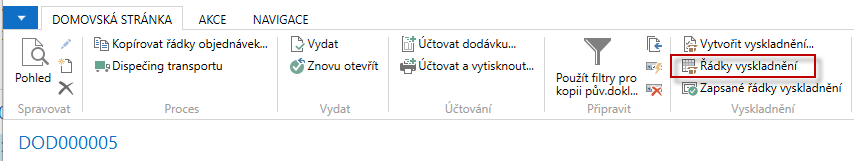 DOMOVSKÁ STRÁNKA AKCE NAVIGACE
Pohled
Kopírovat řádky objednávek...
Dispečing transportu
Vydat
Znovu otevřít
Účtovat dodávku...
Účtovat a vytisknout...
Použít filtry pro
kopii pův.dokl...
Vytvořit vyskladnění...
Řádky vyskladnění
Zapsané řádky vyskladnění
Spravovat
Proces
Vydat
Účtování
Připravit
Vyskladnění
DOD000005